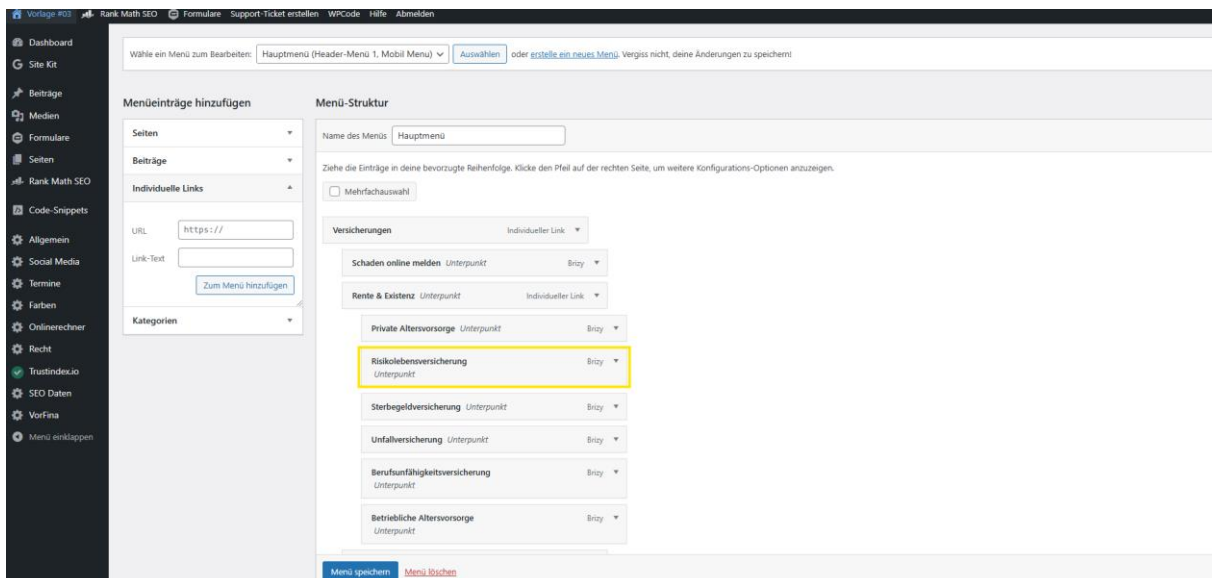 Vorlage #03 Rank Math SEO Formulare Support-Ticket erstellen WPCode Hilfe Abmelden
Dashboard
Site Kit
Beiträge
Medien
Formulare
Seiten
Rank Math SEO
Code-Snippets
Allgemein
Social Media
Termine
Farben
Onlinerechner
Recht
Trustindex.io
SEO Daten
VorFina
Menü einklappen
Wähle ein Menü zum Bearbeiten: Hauptmenü (Header-Menü 1, Mobil Menu) Auswählen oder erstelle ein neues Menü. Vergiss nicht, deine Änderungen zu speichern!
Menüeinträge hinzufügen
Seiten
Beiträge
Individuelle Links
URL https://
Link-Text
Zum Menü hinzufügen
Kategorien
Menü-Struktur
Name des Menüs Hauptmenü
Ziehe die Einträge in deine bevorzugte Reihenfolge. Klicke den Pfeil auf der rechten Seite, um weitere Konfigurations-Optionen anzuzeigen.
Mehrfachauswahl
Versicherungen Individueller Link
Schaden online melden Unterpunkt Brizy
Rente & Existenz Unterpunkt Individueller Link
Private Altersvorsorge Unterpunkt Brizy
Risikolebensversicherung Brizy
Unterpunkt
Sterbegeldversicherung Unterpunkt Brizy
Unfallversicherung Unterpunkt Brizy
Berufsunfähigkeitsversicherung Brizy
Unterpunkt
Betriebliche Altersvorsorge Brizy
Unterpunkt
Menü speichern Menü löschen